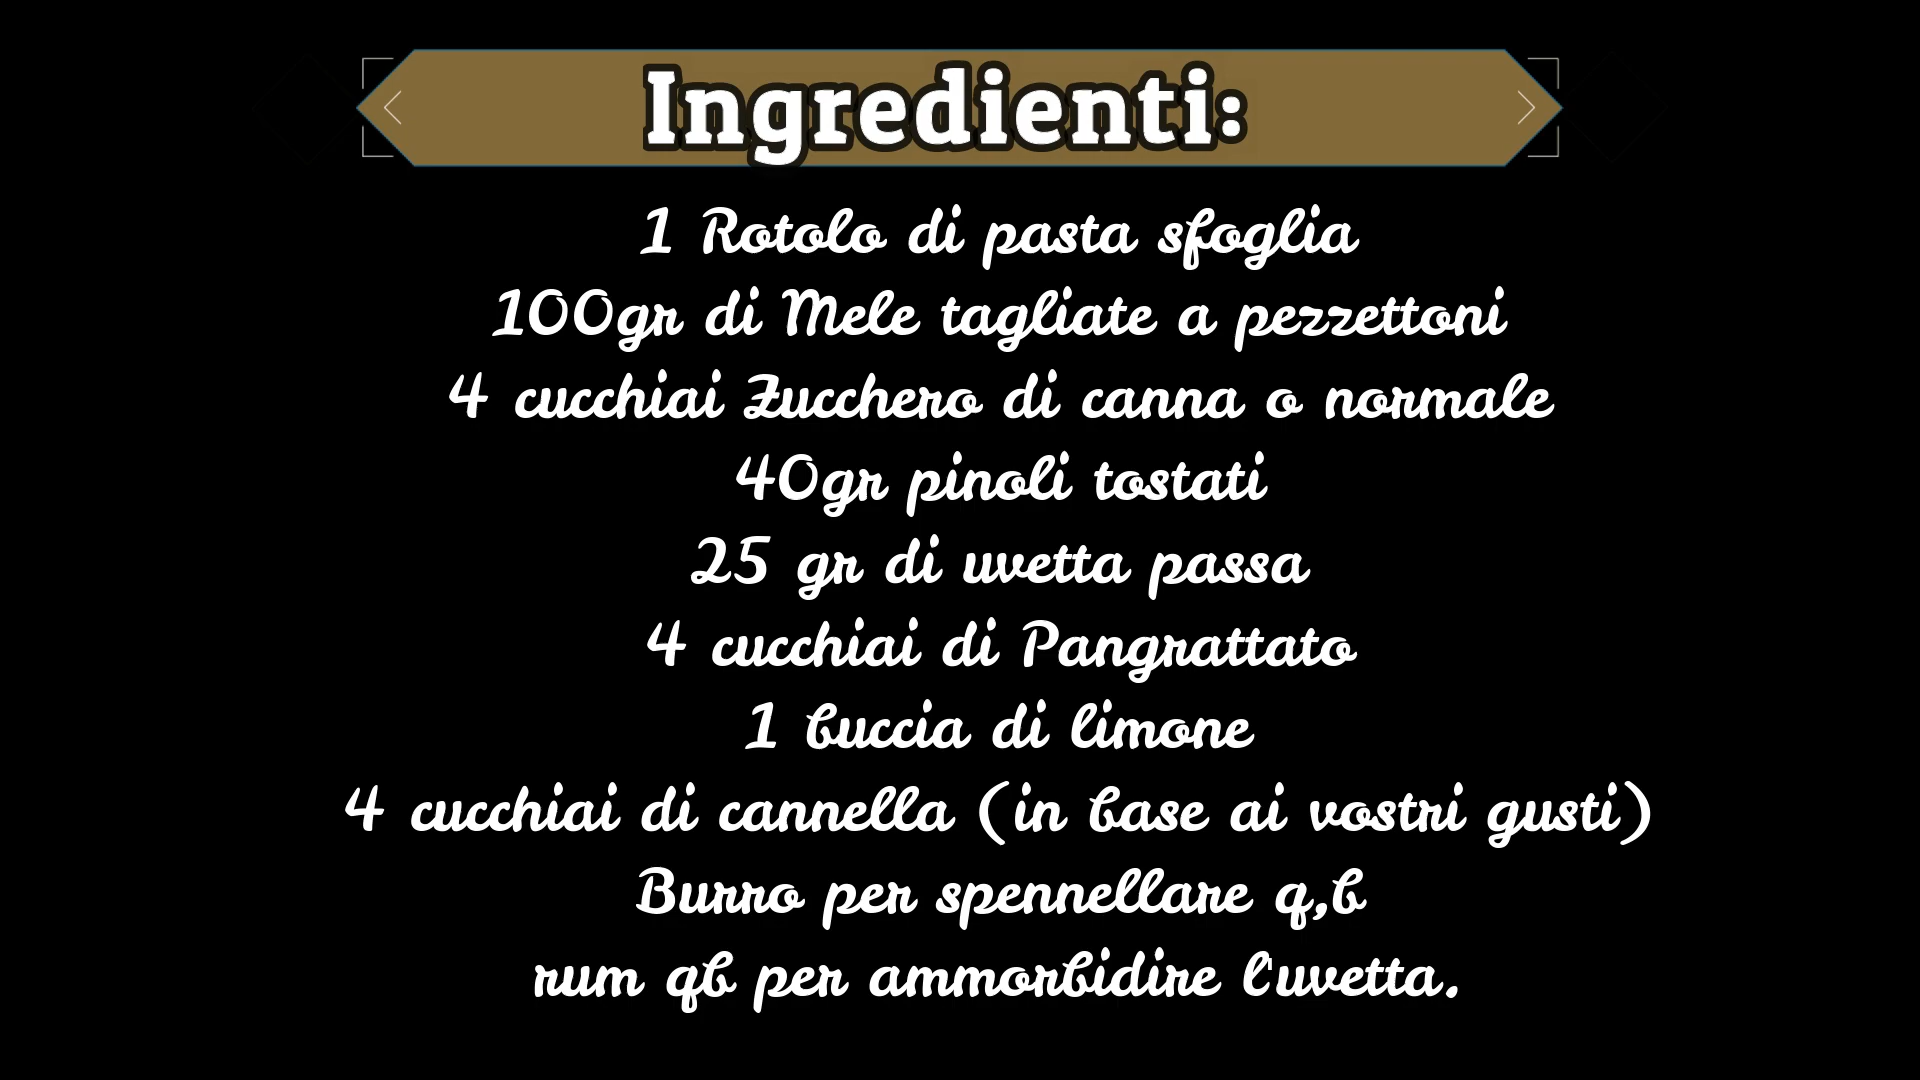 Ingredienti:
1 Rotolo di pasta sfoglia
100gr di Mele tagliate a pezzettoni
4 cucchiai Zucchero di canna o normale
40gr pinoli tostati
25 gr di uvetta passa
4 cucchiai di Pangrattato
1 buccia di limone
4 cucchiai di cannella (in base ai vostri gusti)
Burro per spennellare q,b
rum qb per ammorbidire l'uvetta.